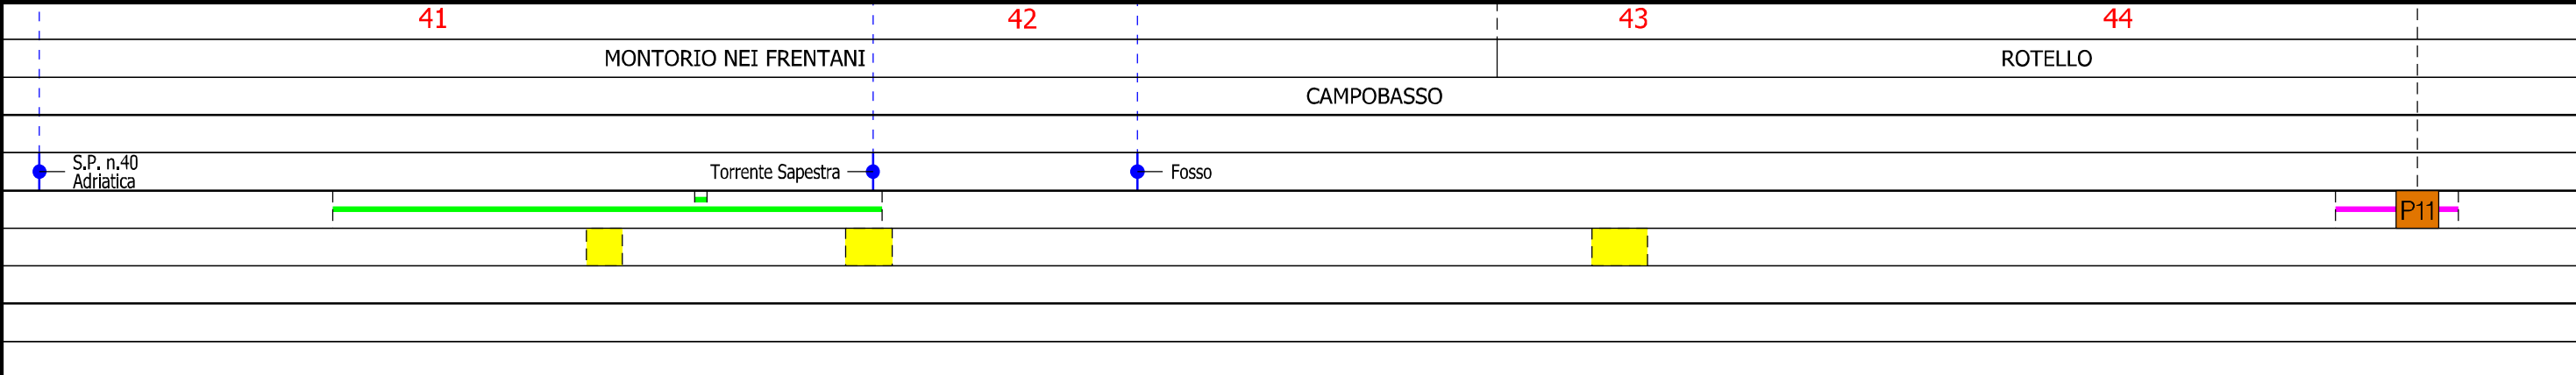 41 42 43 44
MONTORIO NEI FRENTANI ROTELLO
CAMPOBASSO
S.P. n.40
Adriatica
Torrente Sapestra
Fosso
P11